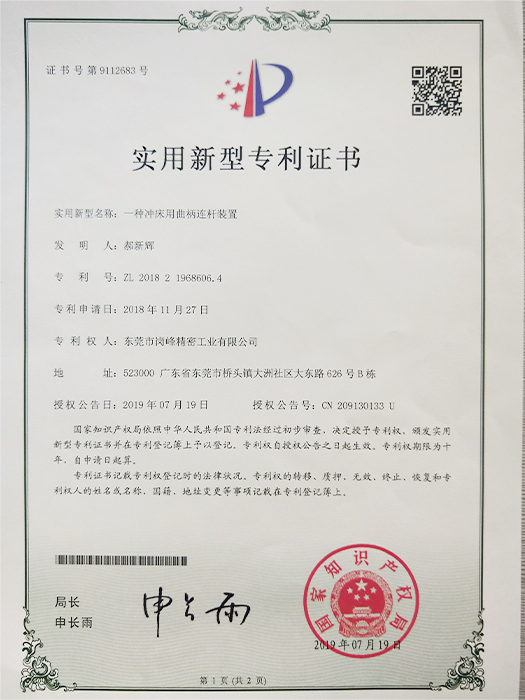 证书号第9112683号
实用新型专利证书
实用新型名称：一种冲床用曲柄连杆装置
发明人：郝新辉
专利号：ZL 2018 2 1968606.4
专利申请日：2018年11月27日
专利权人：东莞市岗峰精密工业有限公司
地址：523000 广东省东莞市桥头镇大洲社区大东路626号B栋
授权公告日：2019年07月19日 授权公告号：CN 209130133 U
国家知识产权局依照中华人民共和国专利法经过初步审查，决定授予专利权，颁发实用
新型专利证书并在专利登记簿上予以登记。专利权自授权公告之日起生效。专利权期限为十
年，自申请日起算。
专利证书记载专利权登记时的法律状况。专利权的转移、质押、无效、终止、恢复和专
利权人的姓名或名称、国籍、地址变更等事项记载在专利登记簿上。
局长
申长雨
申长雨
国家知识产权局
2019年07月19日
第1页(共2页)